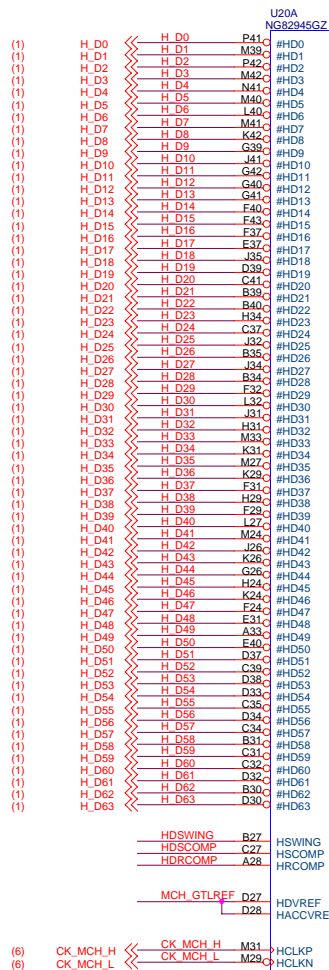 U20A
NG82945GZ
(1) H_D0 H_D0 P41 #HD0
(1) H_D1 H_D1 M39 #HD1
(1) H_D2 H_D2 P42 #HD2
(1) H_D3 H_D3 M42 #HD3
(1) H_D4 H_D4 N41 #HD4
(1) H_D5 H_D5 M40 #HD5
(1) H_D6 H_D6 L40 #HD6
(1) H_D7 H_D7 M41 #HD7
(1) H_D8 H_D8 K42 #HD8
(1) H_D9 H_D9 G39 #HD9
(1) H_D10 H_D10 J41 #HD10
(1) H_D11 H_D11 G42 #HD11
(1) H_D12 H_D12 G40 #HD12
(1) H_D13 H_D13 G41 #HD13
(1) H_D14 H_D14 F40 #HD14
(1) H_D15 H_D15 F43 #HD15
(1) H_D16 H_D16 F37 #HD16
(1) H_D17 H_D17 E37 #HD17
(1) H_D18 H_D18 J35 #HD18
(1) H_D19 H_D19 D39 #HD19
(1) H_D20 H_D20 C41 #HD20
(1) H_D21 H_D21 B39 #HD21
(1) H_D22 H_D22 B40 #HD22
(1) H_D23 H_D23 H34 #HD23
(1) H_D24 H_D24 C37 #HD24
(1) H_D25 H_D25 J32 #HD25
(1) H_D26 H_D26 B35 #HD26
(1) H_D27 H_D27 J34 #HD27
(1) H_D28 H_D28 B34 #HD28
(1) H_D29 H_D29 F32 #HD29
(1) H_D30 H_D30 L32 #HD30
(1) H_D31 H_D31 J31 #HD31
(1) H_D32 H_D32 H31 #HD32
(1) H_D33 H_D33 M33 #HD33
(1) H_D34 H_D34 K31 #HD34
(1) H_D35 H_D35 M27 #HD35
(1) H_D36 H_D36 K29 #HD36
(1) H_D37 H_D37 F31 #HD37
(1) H_D38 H_D38 H29 #HD38
(1) H_D39 H_D39 F29 #HD39
(1) H_D40 H_D40 L27 #HD40
(1) H_D41 H_D41 M24 #HD41
(1) H_D42 H_D42 J26 #HD42
(1) H_D43 H_D43 K26 #HD43
(1) H_D44 H_D44 G26 #HD44
(1) H_D45 H_D45 H24 #HD45
(1) H_D46 H_D46 K24 #HD46
(1) H_D47 H_D47 F24 #HD47
(1) H_D48 H_D48 E31 #HD48
(1) H_D49 H_D49 A33 #HD49
(1) H_D50 H_D50 E40 #HD50
(1) H_D51 H_D51 D37 #HD51
(1) H_D52 H_D52 C39 #HD52
(1) H_D53 H_D53 D38 #HD53
(1) H_D54 H_D54 D33 #HD54
(1) H_D55 H_D55 C35 #HD55
(1) H_D56 H_D56 D34 #HD56
(1) H_D57 H_D57 C34 #HD57
(1) H_D58 H_D58 B31 #HD58
(1) H_D59 H_D59 C31 #HD59
(1) H_D60 H_D60 C32 #HD60
(1) H_D61 H_D61 D32 #HD61
(1) H_D62 H_D62 B30 #HD62
(1) H_D63 H_D63 D30 #HD63
HDSWING B27 HSWING
HDSCOMP C27 HSCOMP
HDRCOMP A28 HRCOMP
MCH_GTLREF D27 HDVREF
D28 HACCVRE
(6) CK_MCH_H CK_MCH_H M31 HCLKP
(6) CK_MCH_L CK_MCH_L M29 HCLKN